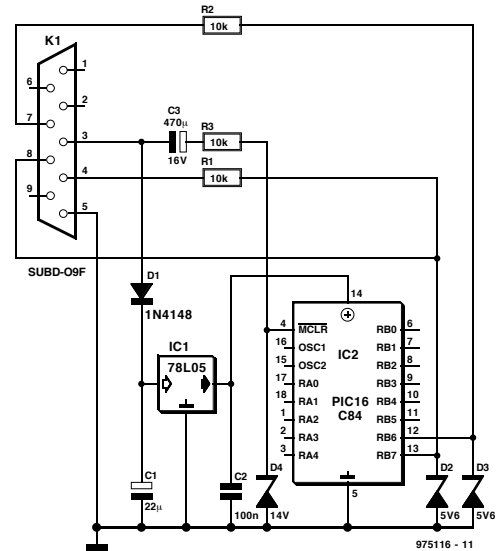 R2
10k
K1
1
6
2
7
3
8
4
9
5
SUBD-O9F
C3
470µ
16V
R3
10k
R1
10k
D1
1N4148
IC1
78L05
C1
22µ
C2
100n
D4
14V
14
4 MCLR RB0 6
16 OSC1 RB1 7
15 OSC2 IC2 RB2 8
17 RA0 RB3 9
18 RA1 PIC16 RB4 10
1 RA2 C84 RB5 11
2 RA3 RB6 12
3 RA4 RB7 13
5
D2
5V6
D3
5V6
975116 - 11